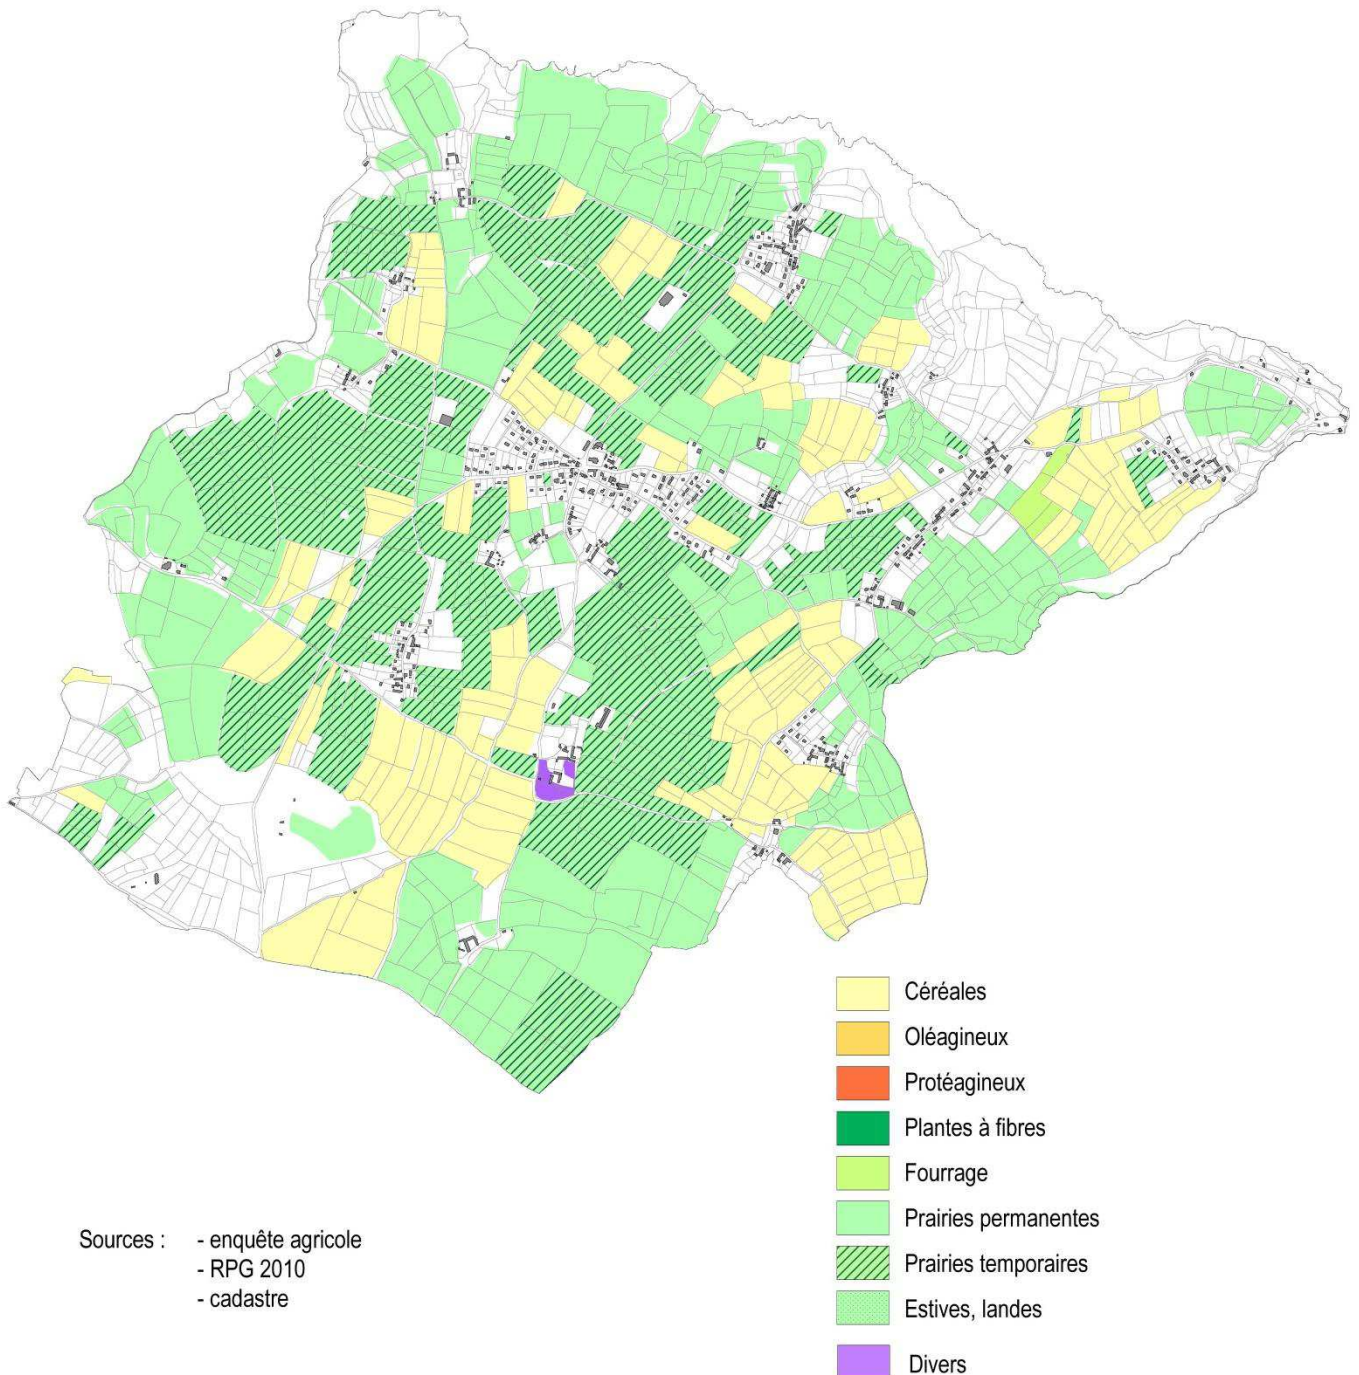 Céréales
Oléagineux
Protéagineux
Plantes à fibres
Fourrage
Prairies permanentes
Prairies temporaires
Estives, landes
Divers
Sources : - enquête agricole
- RPG 2010
- cadastre